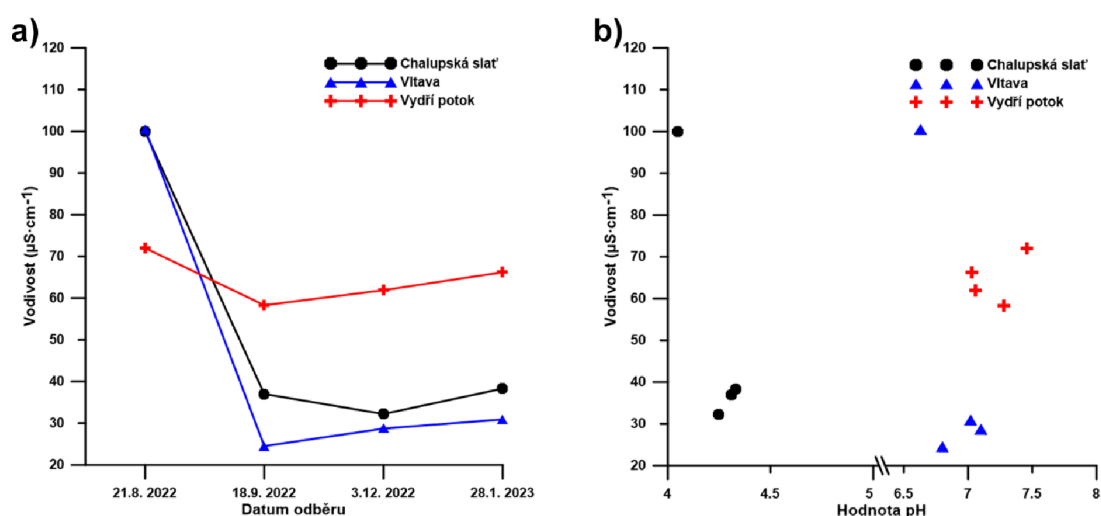 a)
120
110
100
90
80
70
60
50
40
30
20
Vodivost (µS·cm⁻¹)
Chalupská slať
Vltava
Vydří potok
21.8. 2022
18.9. 2022
3.12. 2022
28.1. 2023
Datum odběru
b)
120
110
100
90
80
70
60
50
40
30
20
Vodivost (µS·cm⁻¹)
Chalupská slať
Vltava
Vydří potok
4
4.5
5
6.5
7
7.5
8
Hodnota pH